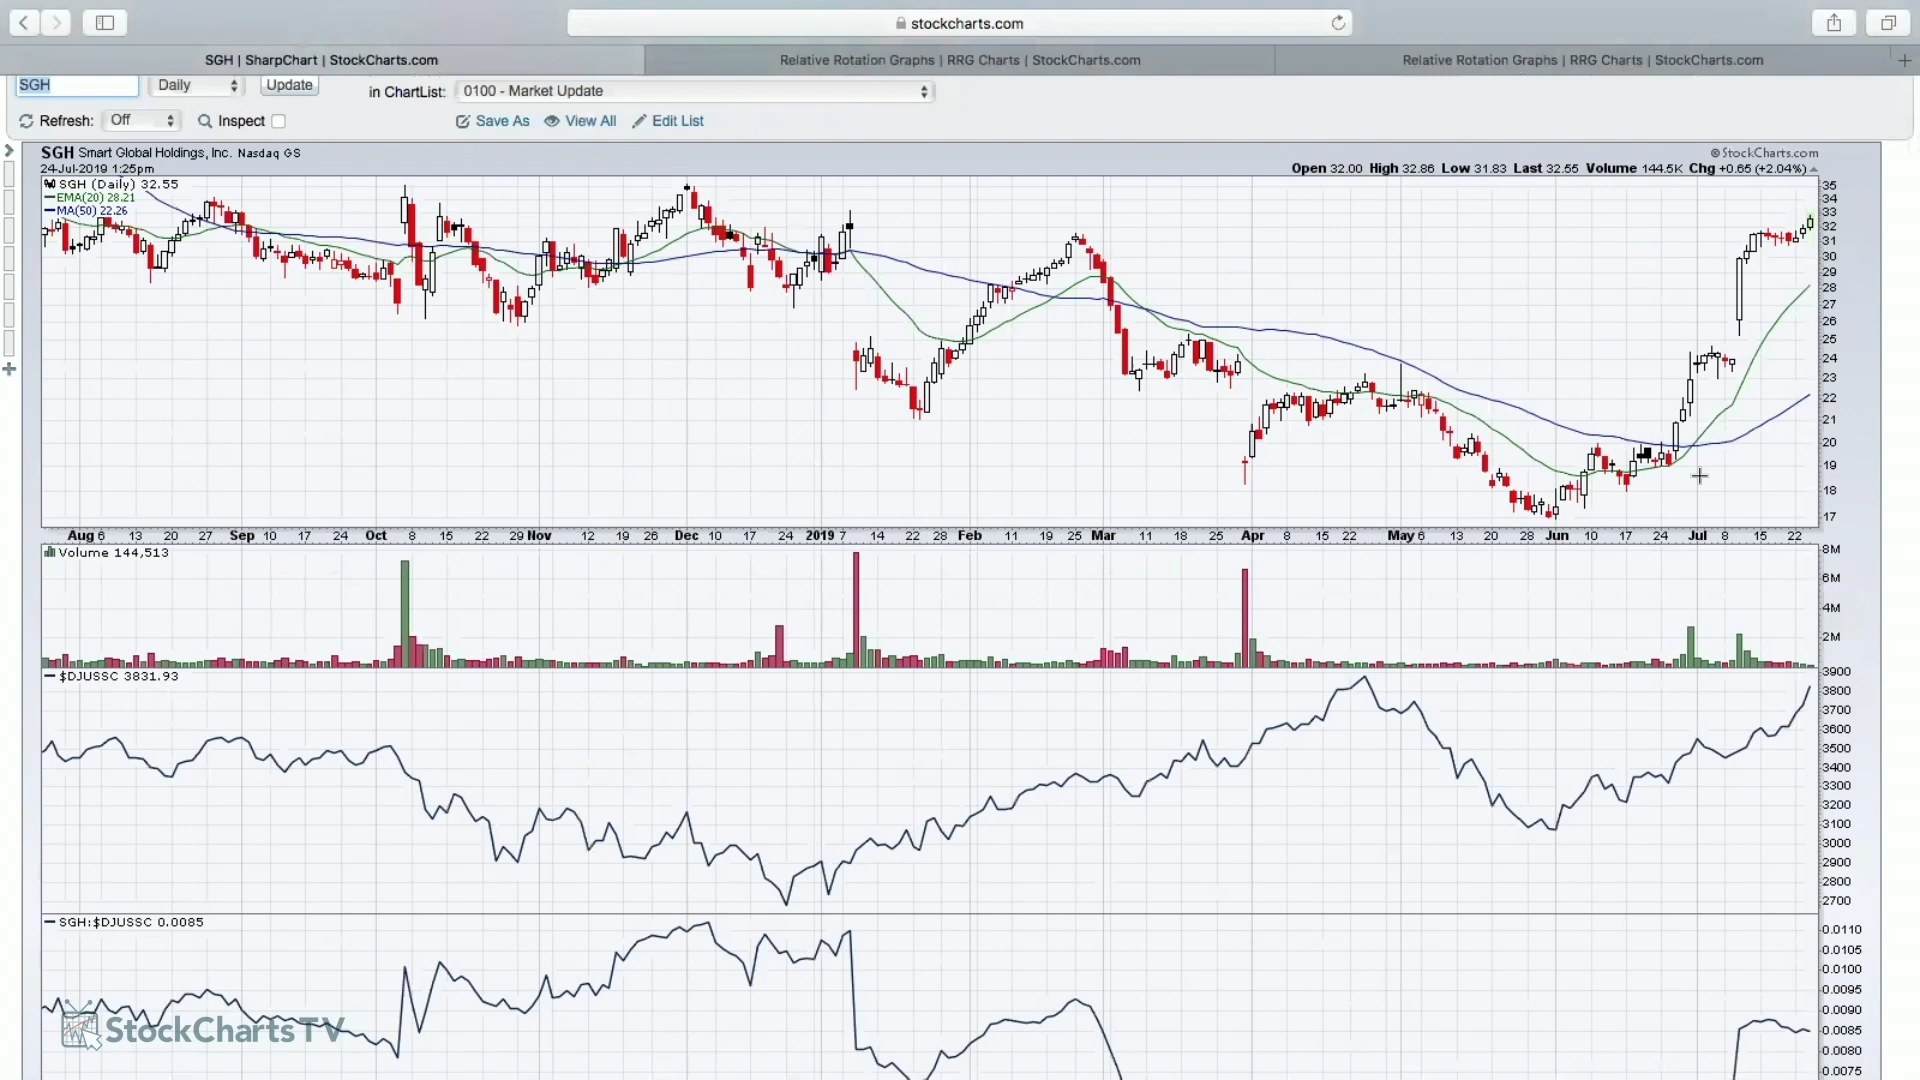 stockcharts.com
SGH | SharpChart | StockCharts.com
Relative Rotation Graphs | RRG Charts | StockCharts.com
Relative Rotation Graphs | RRG Charts | StockCharts.com
SGH Daily Update in ChartList: 0100 - Market Update
Refresh: Off Inspect Save As View All Edit List
SGH Smart Global Holdings, Inc. Nasdaq GS
© StockCharts.com
24-Jul-2019 1:25pm
Open 32.00 High 32.86 Low 31.83 Last 32.55 Volume 144.5K Chg +0.65 (+2.04%)
SGH (Daily) 32.55
EMA(20) 28.21
MA(50) 22.26
35
34
33
32
31
30
29
28
27
26
25
24
23
22
21
20
19
18
17
Aug 6 13 20 27 Sep 10 17 24 Oct 8 15 22 29 Nov 12 19 26 Dec 10 17 24 2019 7 14 22 28 Feb 11 19 25 Mar 11 18 25 Apr 8 15 22 May 6 13 20 28 Jun 10 17 24 Jul 8 15 22
Volume 144,513
8M
6M
4M
2M
$DJUSSC 3831.93
3900
3800
3700
3600
3500
3400
3300
3200
3100
3000
2900
2800
2700
SGH:$DJUSSC 0.0085
0.0110
0.0105
0.0100
0.0095
0.0090
0.0085
0.0080
0.0075
StockCharts TV